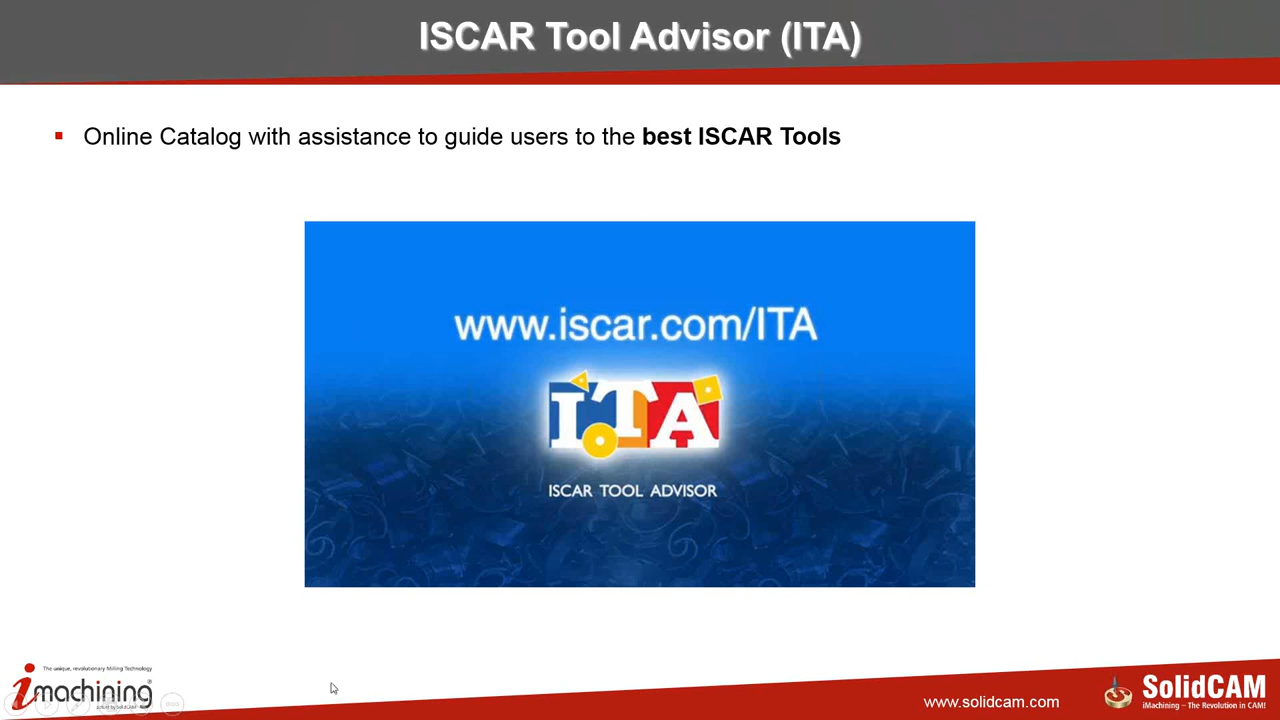 ISCAR Tool Advisor (ITA)
Online Catalog with assistance to guide users to the best ISCAR Tools
www.iscar.com/ITA
ITA
ISCAR TOOL ADVISOR
The unique, revolutionary Milling Technology
imachining®
www.solidcam.com
SolidCAM
iMachining – The Revolution in CAM!